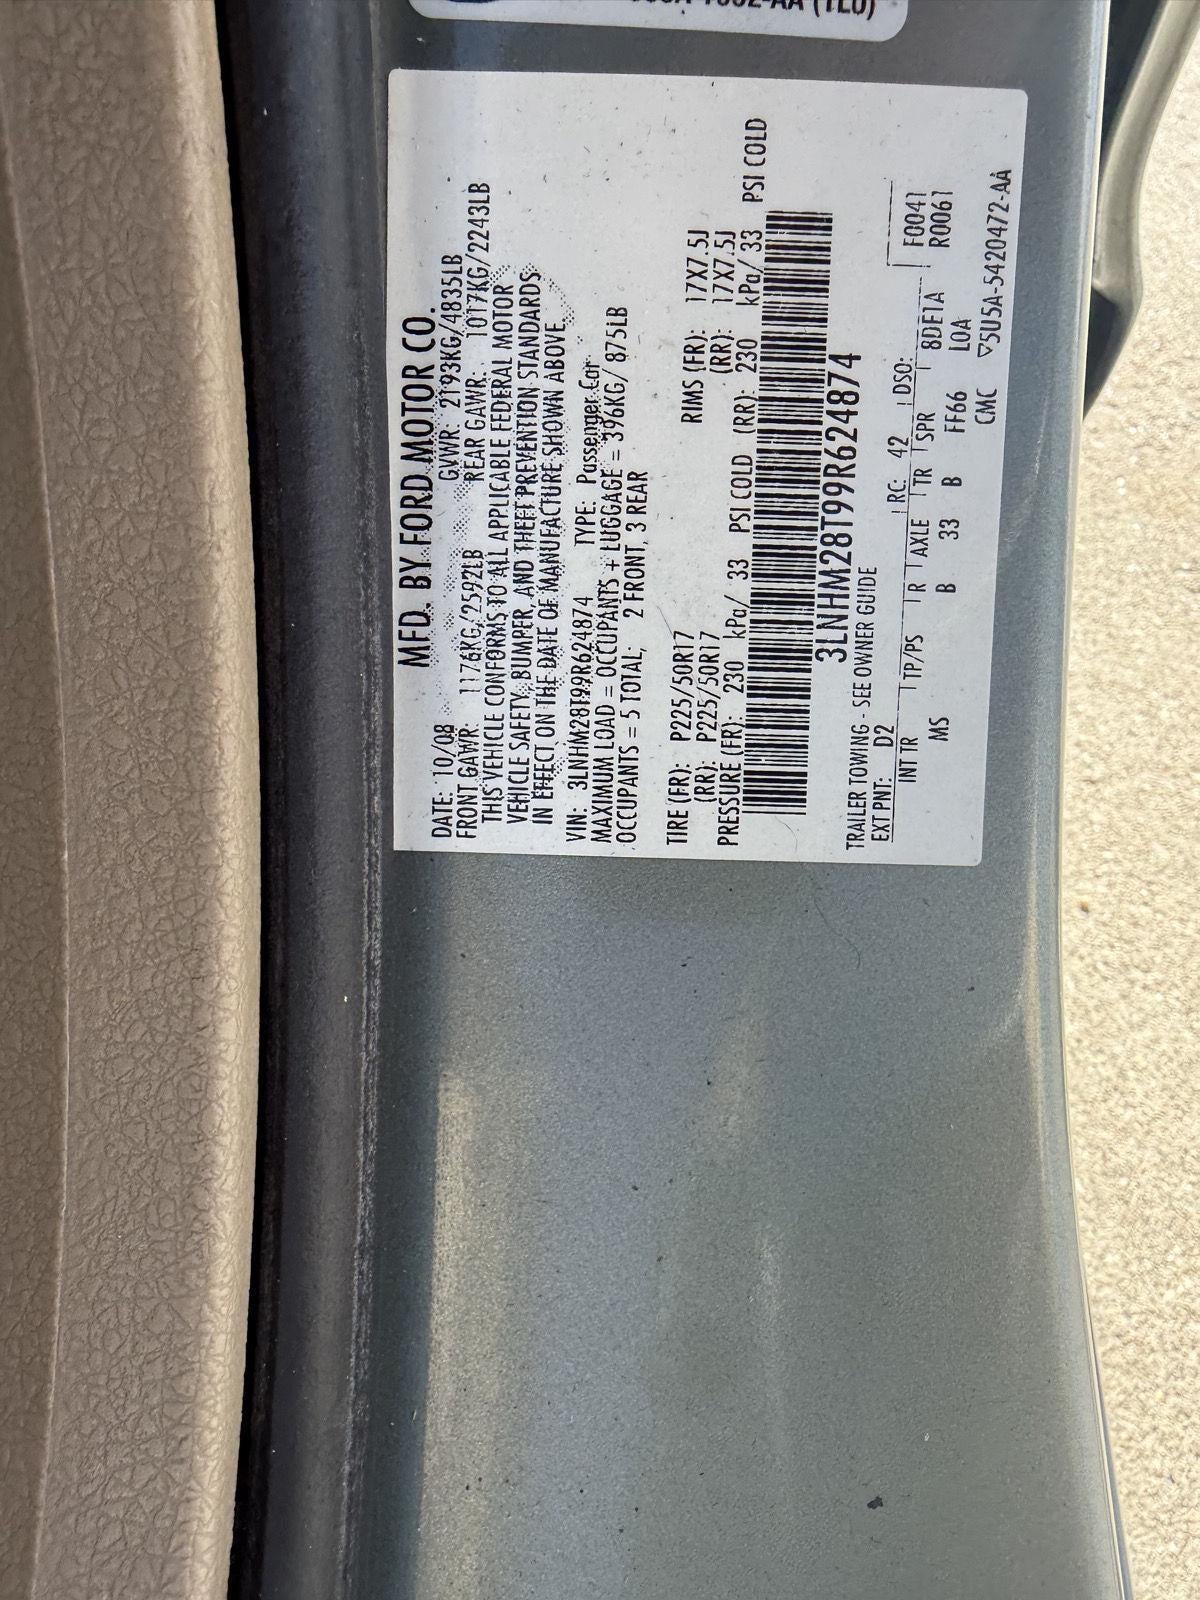 -AA (TLU)
MFD. BY FORD MOTOR CO.
DATE: 10/08 GVWR: 2193KG/4835LB
FRONT GAWR: 1176KG/2592LB REAR GAWR: 1017KG/2243LB
THIS VEHICLE CONFORMS TO ALL APPLICABLE FEDERAL MOTOR
VEHICLE SAFETY, BUMPER, AND THEFT PREVENTION STANDARDS
IN EFFECT ON THE DATE OF MANUFACTURE SHOWN ABOVE.
VIN: 3LNHM28T99R624874 TYPE: Passenger Car
MAXIMUM LOAD = OCCUPANTS + LUGGAGE = 396KG/ 875LB
OCCUPANTS = 5 TOTAL; 2 FRONT, 3 REAR
TIRE (FR): P225/50R17 RIMS (FR): 17X7.5J
(RR): P225/50R17 (RR): 17X7.5J
PRESSURE (FR): 230 kPa/ 33 PSI COLD (RR): 230 kPa/ 33 PSI COLD
3LNHM28T99R624874
TRAILER TOWING - SEE OWNER GUIDE
EXT PNT: D2 RC: 42 DSO: F0041
INT TR TP/PS R AXLE TR SPR 8DE1A R0061
MS B 33 B FF66 LOA
CMC ▽5U5A-5420472-AA